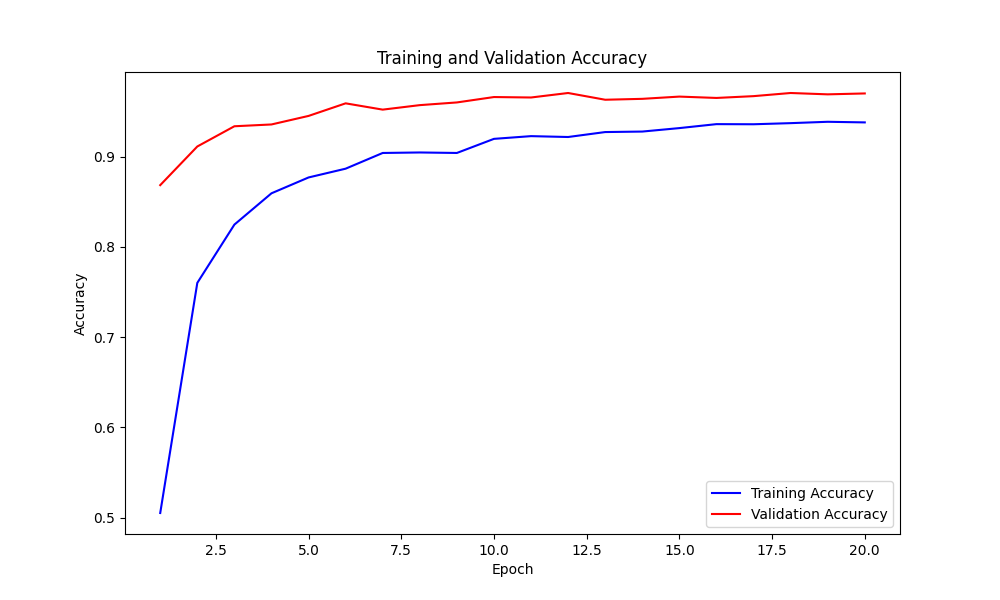 Training and Validation Accuracy
Accuracy
0.9
0.8
0.7
0.6
0.5
2.5 5.0 7.5 10.0 12.5 15.0 17.5 20.0
Epoch
Training Accuracy
Validation Accuracy